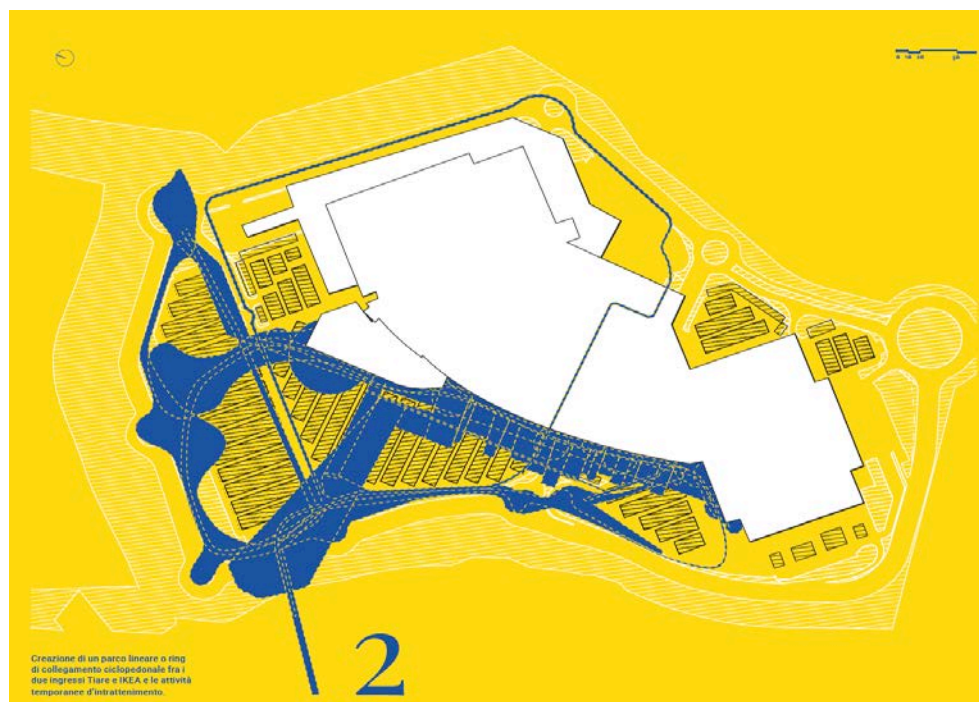 2
Creazione di un parco lineare o ring
di collegamento ciclopedonale fra i
due ingressi Tiare e IKEA e le attività
temporanee d'intrattenimento.